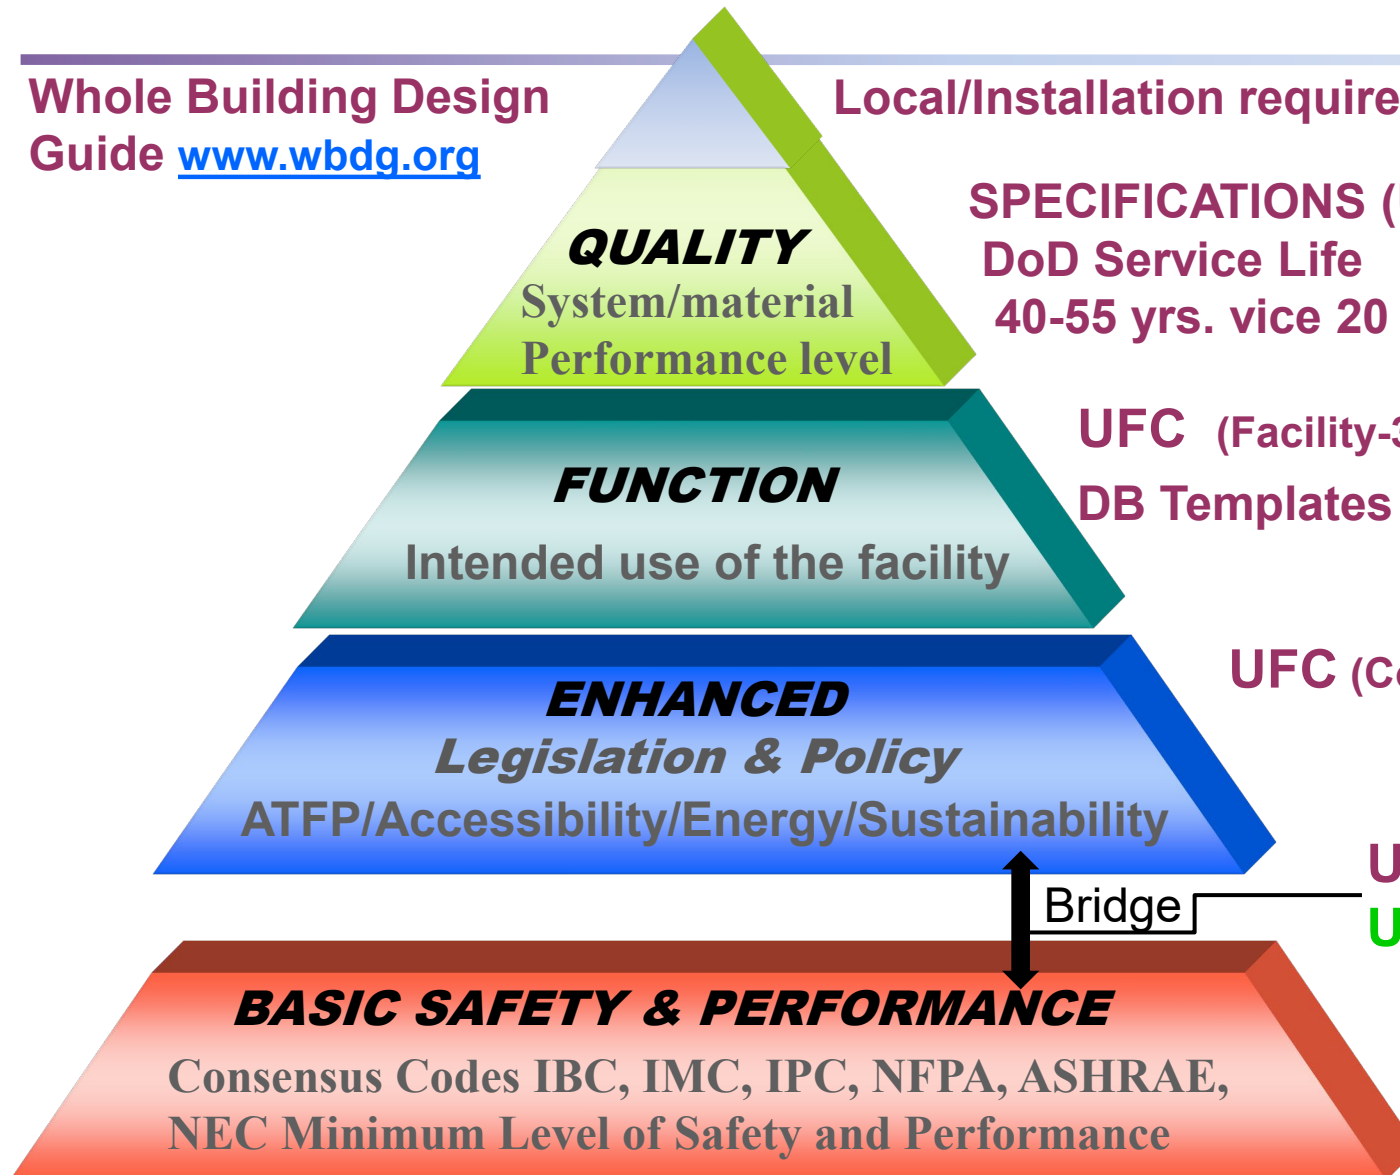 Whole Building Design
Guide www.wbdg.org
Local/Installation require
SPECIFICATIONS (
DoD Service Life
40-55 yrs. vice 20
QUALITY
System/material
Performance level
UFC (Facility-3
DB Templates
FUNCTION
Intended use of the facility
UFC (Co
ENHANCED
Legislation & Policy
ATFP/Accessibility/Energy/Sustainability
Bridge
U
U
BASIC SAFETY & PERFORMANCE
Consensus Codes IBC, IMC, IPC, NFPA, ASHRAE,
NEC Minimum Level of Safety and Performance